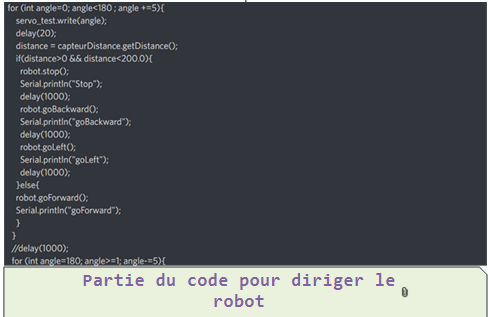 for (int angle=0; angle<180 ; angle +=5){
servo_test.write(angle);
delay(20);
distance = capteurDistance.getDistance();
if(distance>0 && distance<200.0){
robot.stop();
Serial.println("Stop");
delay(1000);
robot.goBackward();
Serial.println("goBackward");
delay(1000);
robot.goLeft();
Serial.println("goLeft");
delay(1000);
}else{
robot.goForward();
Serial.println("goForward");
}
}
//delay(1000);
for (int angle=180; angle>=1; angle-=5){
Partie du code pour diriger le
robot